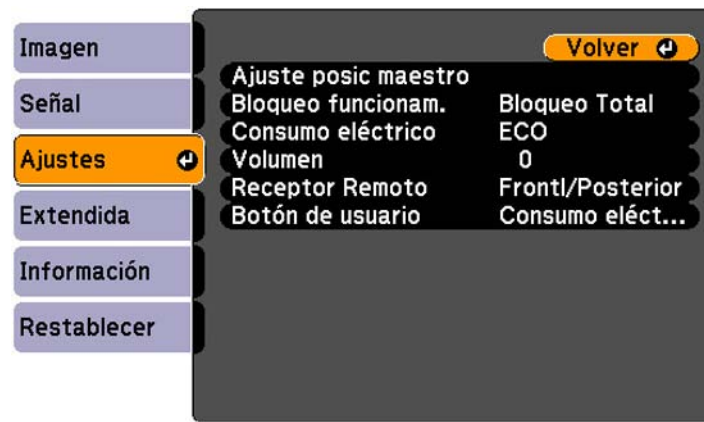 Imagen
Señal
Ajustes
Extendida
Información
Restablecer
Volver
Ajuste posic maestro
Bloqueo funcionam. Bloqueo Total
Consumo eléctrico ECO
Volumen 0
Receptor Remoto Frontl/Posterior
Botón de usuario Consumo eléct...